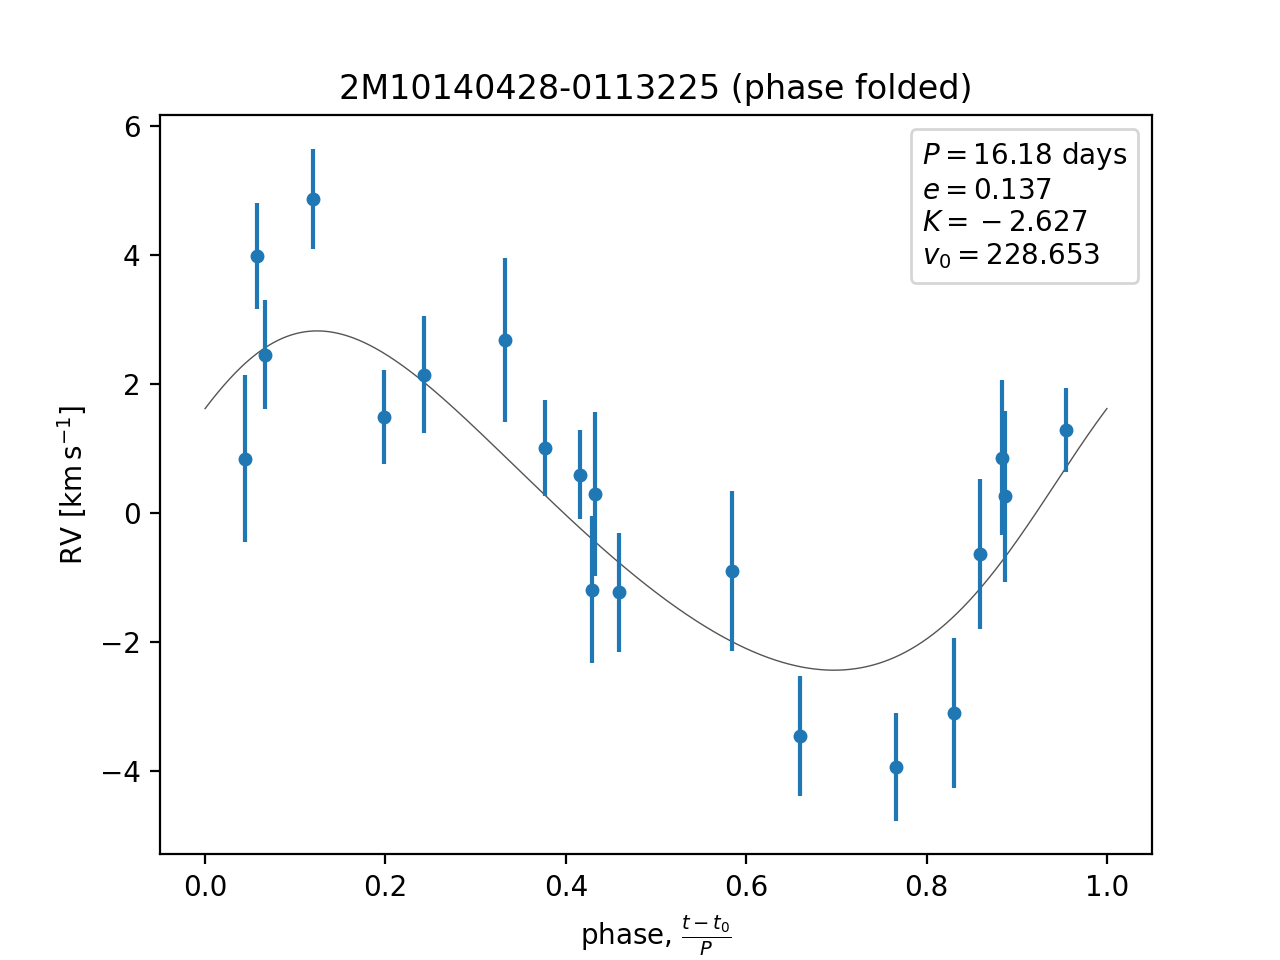 2M10140428-0113225 (phase folded)
P = 16.18 days
e = 0.137
K = −2.627
v₀ = 228.653
6
4
2
0
−2
−4
RV [km s⁻¹]
0.0 0.2 0.4 0.6 0.8 1.0
phase, (t − t₀)/P